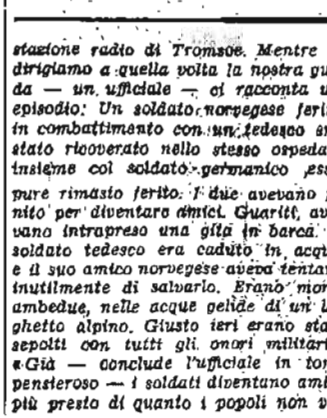 stazione radio di Tromsoe. Mentre
dirigiamo a quella volta la nostra gu
da — un ufficiale — ci racconta u
episodio: Un soldato norvegese feri
in combattimento con un tedesco e
stato ricoverato nello stesso ospeda
insieme col soldato germanico es
pure rimasto ferito. I due avevano
nito per diventare amici. Guariti, av
vano intrapreso una gita in barca.
soldato tedesco era caduto in acqu
e il suo amico norvegese aveva tentat
inutilmente di salvarlo. Erano mor
ambedue, nelle acque gelide di un l
ghetto alpino. Giusto ieri erano sta
sepolti con tutti gli onori militari
« Già — conclude l'ufficiale in ton
pensieroso — i soldati diventano ami
più presto di quanto i popoli non